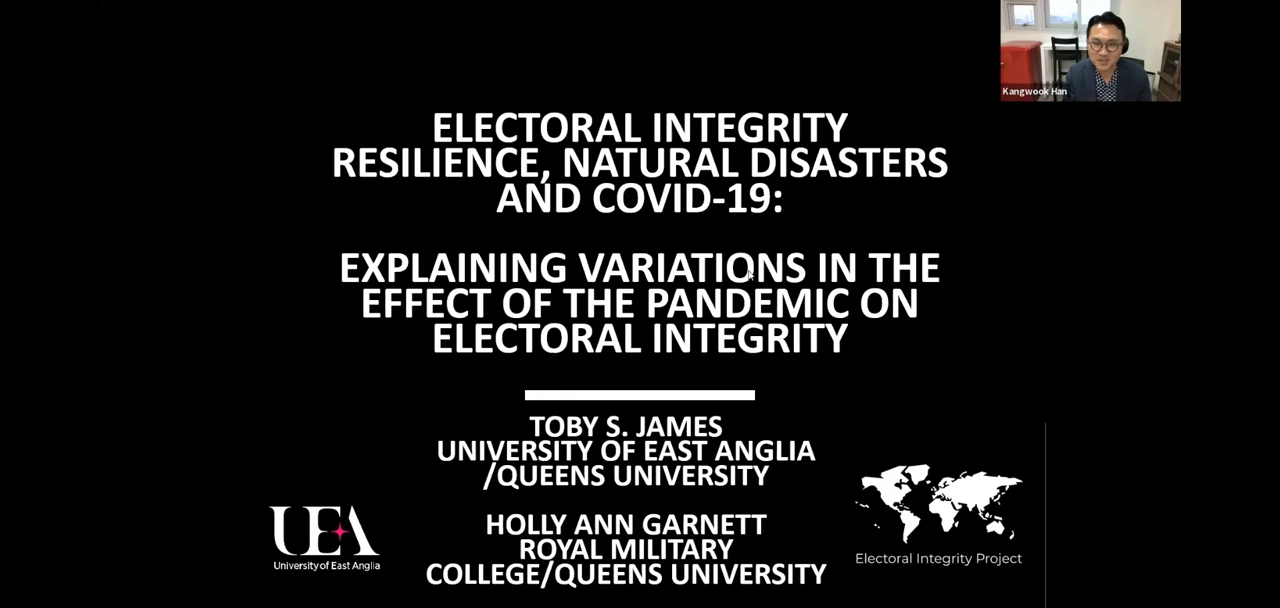 Kangwook Han
ELECTORAL INTEGRITY
RESILIENCE, NATURAL DISASTERS
AND COVID-19:
EXPLAINING VARIATIONS IN THE
EFFECT OF THE PANDEMIC ON
ELECTORAL INTEGRITY
TOBY S. JAMES
UNIVERSITY OF EAST ANGLIA
/QUEENS UNIVERSITY
HOLLY ANN GARNETT
ROYAL MILITARY
COLLEGE/QUEENS UNIVERSITY
UEA
University of East Anglia
Electoral Integrity Project